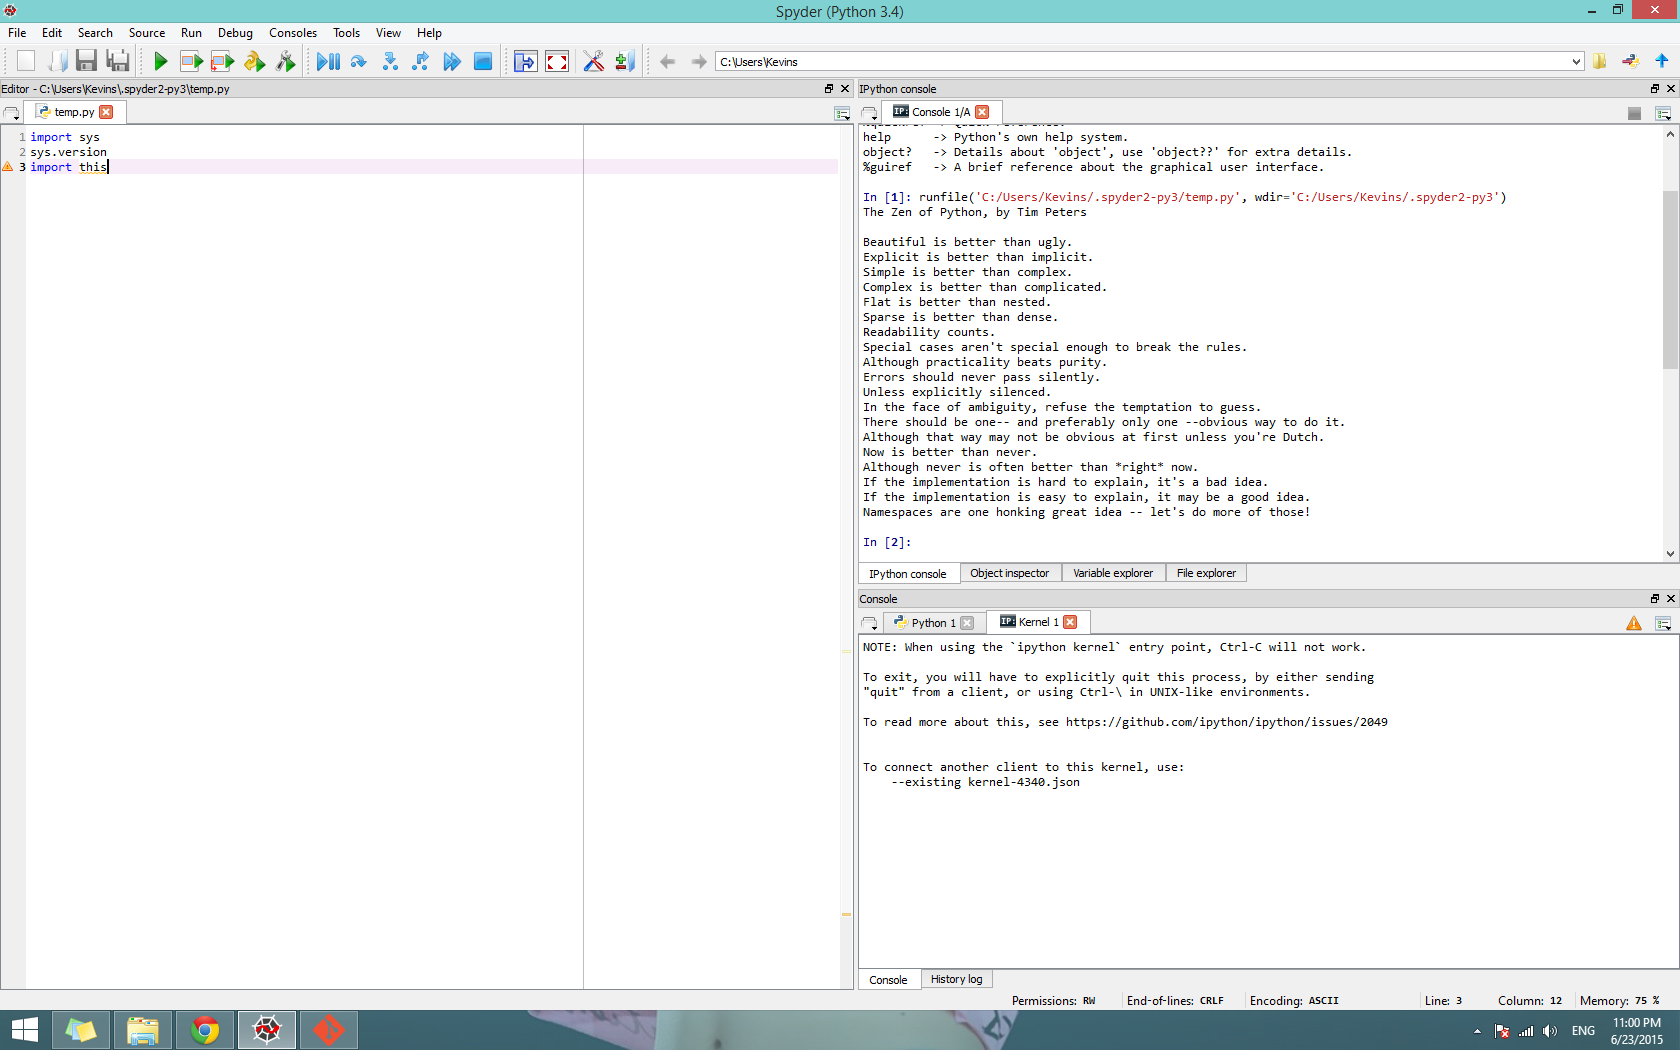 Spyder (Python 3.4)
File Edit Search Source Run Debug Consoles Tools View Help
C:\Users\Kevins
Editor - C:\Users\Kevins\.spyder2-py3\temp.py
temp.py
1 import sys
2 sys.version
3 import this
IPython console
IP: Console 1/A
help -> Python's own help system.
object? -> Details about 'object', use 'object??' for extra details.
%guiref -> A brief reference about the graphical user interface.
In [1]: runfile('C:/Users/Kevins/.spyder2-py3/temp.py', wdir='C:/Users/Kevins/.spyder2-py3')
The Zen of Python, by Tim Peters
Beautiful is better than ugly.
Explicit is better than implicit.
Simple is better than complex.
Complex is better than complicated.
Flat is better than nested.
Sparse is better than dense.
Readability counts.
Special cases aren't special enough to break the rules.
Although practicality beats purity.
Errors should never pass silently.
Unless explicitly silenced.
In the face of ambiguity, refuse the temptation to guess.
There should be one-- and preferably only one --obvious way to do it.
Although that way may not be obvious at first unless you're Dutch.
Now is better than never.
Although never is often better than *right* now.
If the implementation is hard to explain, it's a bad idea.
If the implementation is easy to explain, it may be a good idea.
Namespaces are one honking great idea -- let's do more of those!
In [2]:
IPython console Object inspector Variable explorer File explorer
Console
Python 1 IP: Kernel 1
NOTE: When using the `ipython kernel` entry point, Ctrl-C will not work.
To exit, you will have to explicitly quit this process, by either sending
"quit" from a client, or using Ctrl-\ in UNIX-like environments.
To read more about this, see https://github.com/ipython/ipython/issues/2049
To connect another client to this kernel, use:
--existing kernel-4340.json
Console History log
Permissions: RW End-of-lines: CRLF Encoding: ASCII Line: 3 Column: 12 Memory: 75 %
ENG
11:00 PM
6/23/2015